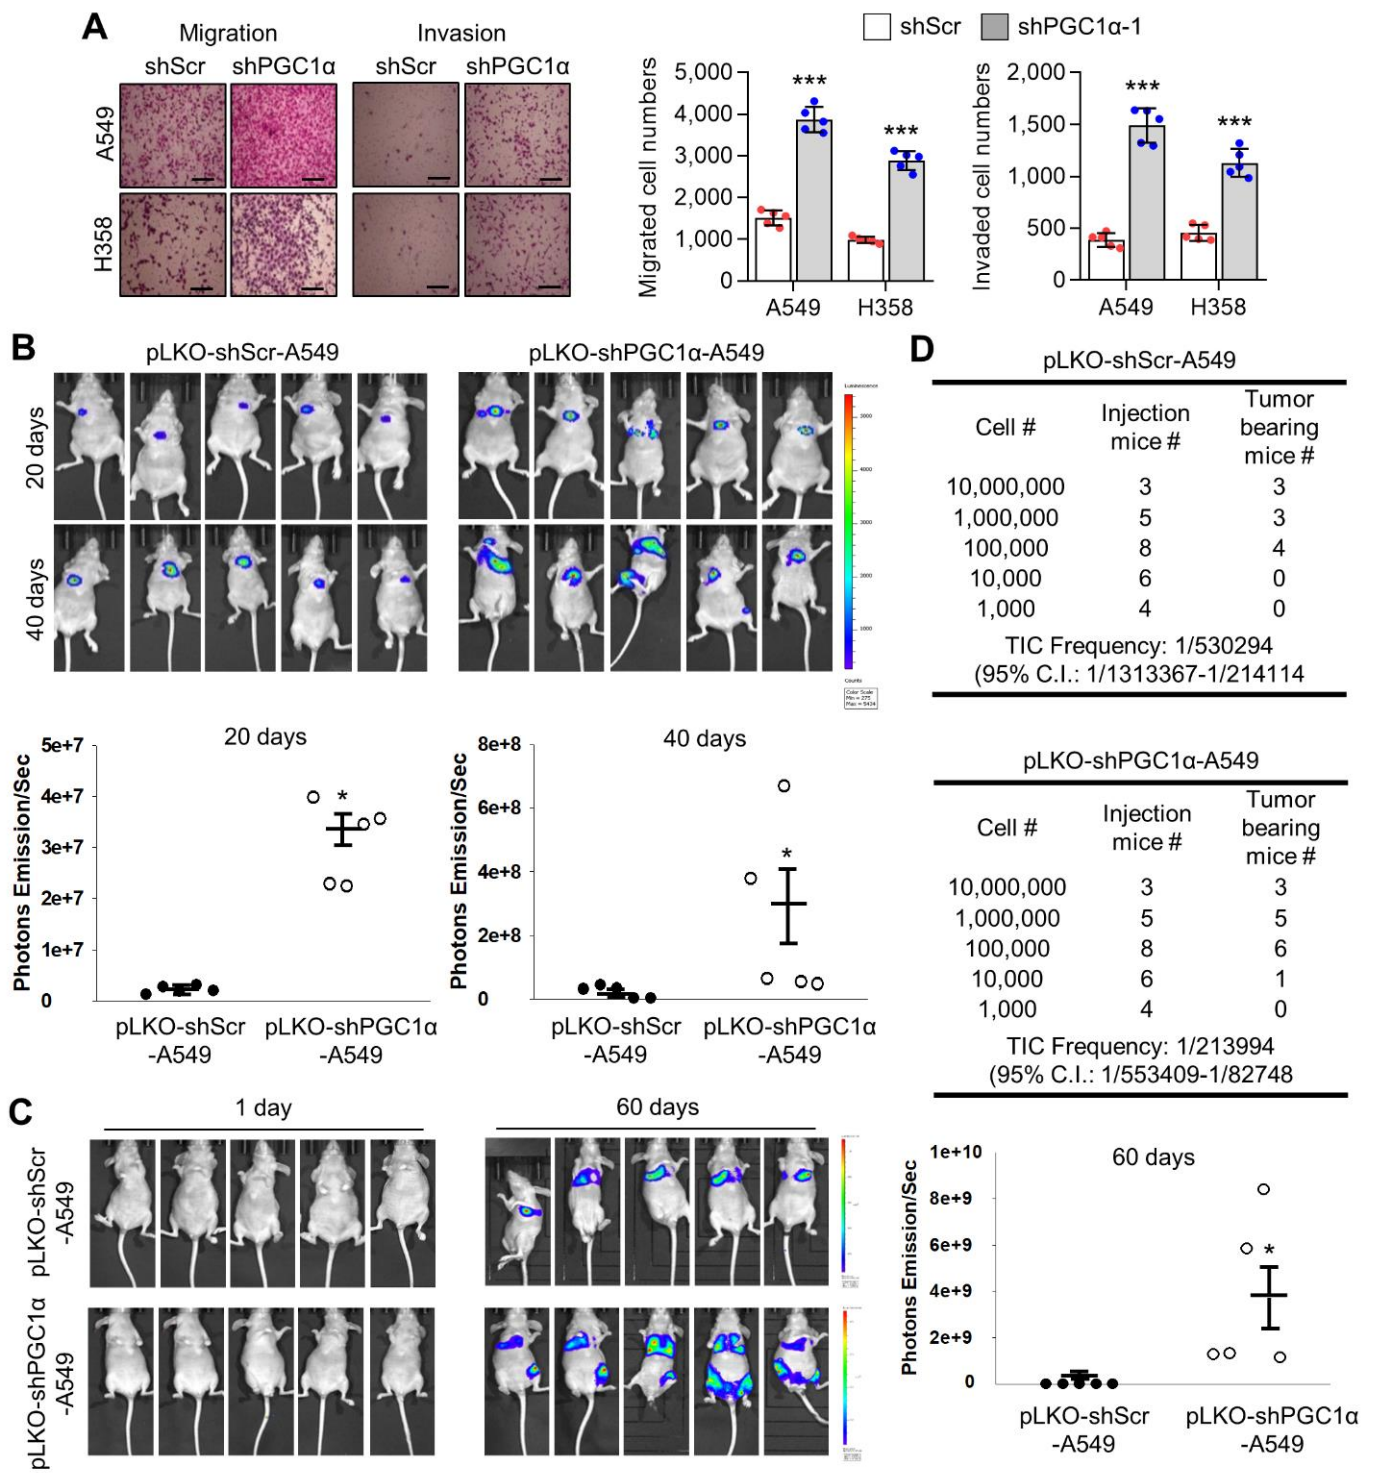 A
Migration
Invasion
shScr
shPGC1α
shScr
shPGC1α
A549
H358
shScr
shPGC1α-1
Migrated cell numbers
5,000
4,000
3,000
2,000
1,000
0
***
***
A549
H358
Invaded cell numbers
2,000
1,500
1,000
500
0
***
***
A549
H358
B
pLKO-shScr-A549
pLKO-shPGC1α-A549
20 days
40 days
Luminescence
4000
3000
2000
1000
Counts
Color Scale
20 days
Photons Emission/Sec
5e+7
4e+7
3e+7
2e+7
1e+7
0
*
pLKO-shScr
-A549
pLKO-shPGC1α
-A549
40 days
Photons Emission/Sec
8e+8
6e+8
4e+8
2e+8
0
*
pLKO-shScr
-A549
pLKO-shPGC1α
-A549
C
1 day
60 days
pLKO-shScr
-A549
pLKO-shPGC1α
-A549
60 days
Photons Emission/Sec
1e+10
8e+9
6e+9
4e+9
2e+9
0
*
pLKO-shScr
-A549
pLKO-shPGC1α
-A549
D
pLKO-shScr-A549
Cell #
Injection
mice #
Tumor
bearing
mice #
10,000,000 3 3
1,000,000 5 3
100,000 8 4
10,000 6 0
1,000 4 0
TIC Frequency: 1/530294
(95% C.I.: 1/1313367-1/214114
pLKO-shPGC1α-A549
Cell #
Injection
mice #
Tumor
bearing
mice #
10,000,000 3 3
1,000,000 5 5
100,000 8 6
10,000 6 1
1,000 4 0
TIC Frequency: 1/213994
(95% C.I.: 1/553409-1/82748